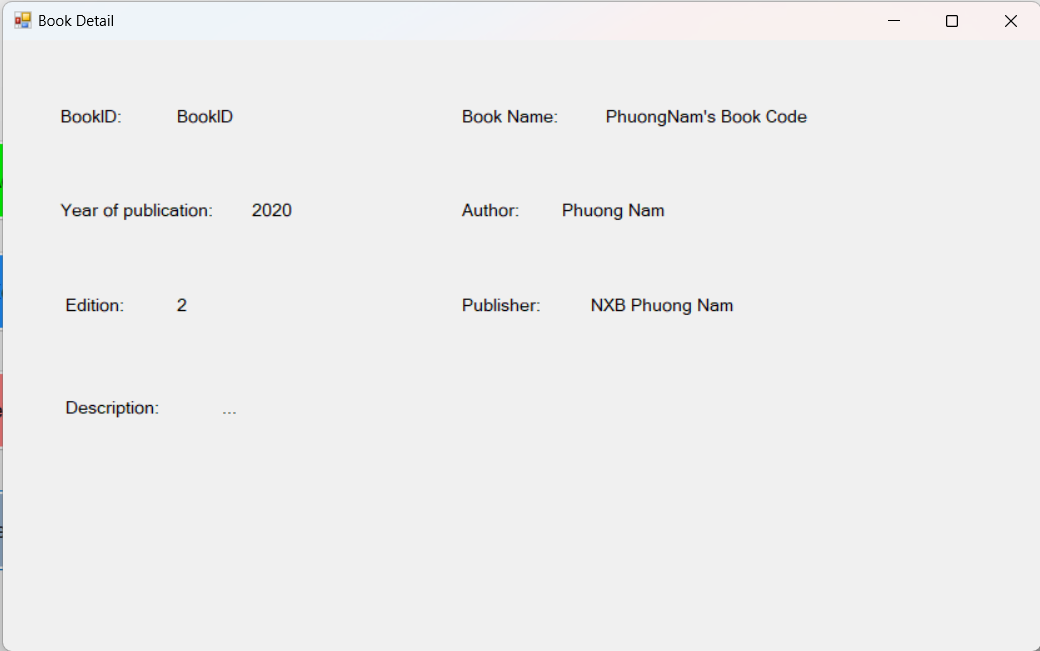 Book Detail
BookID: BookID Book Name: PhuongNam's Book Code
Year of publication: 2020 Author: Phuong Nam
Edition: 2 Publisher: NXB Phuong Nam
Description: ...